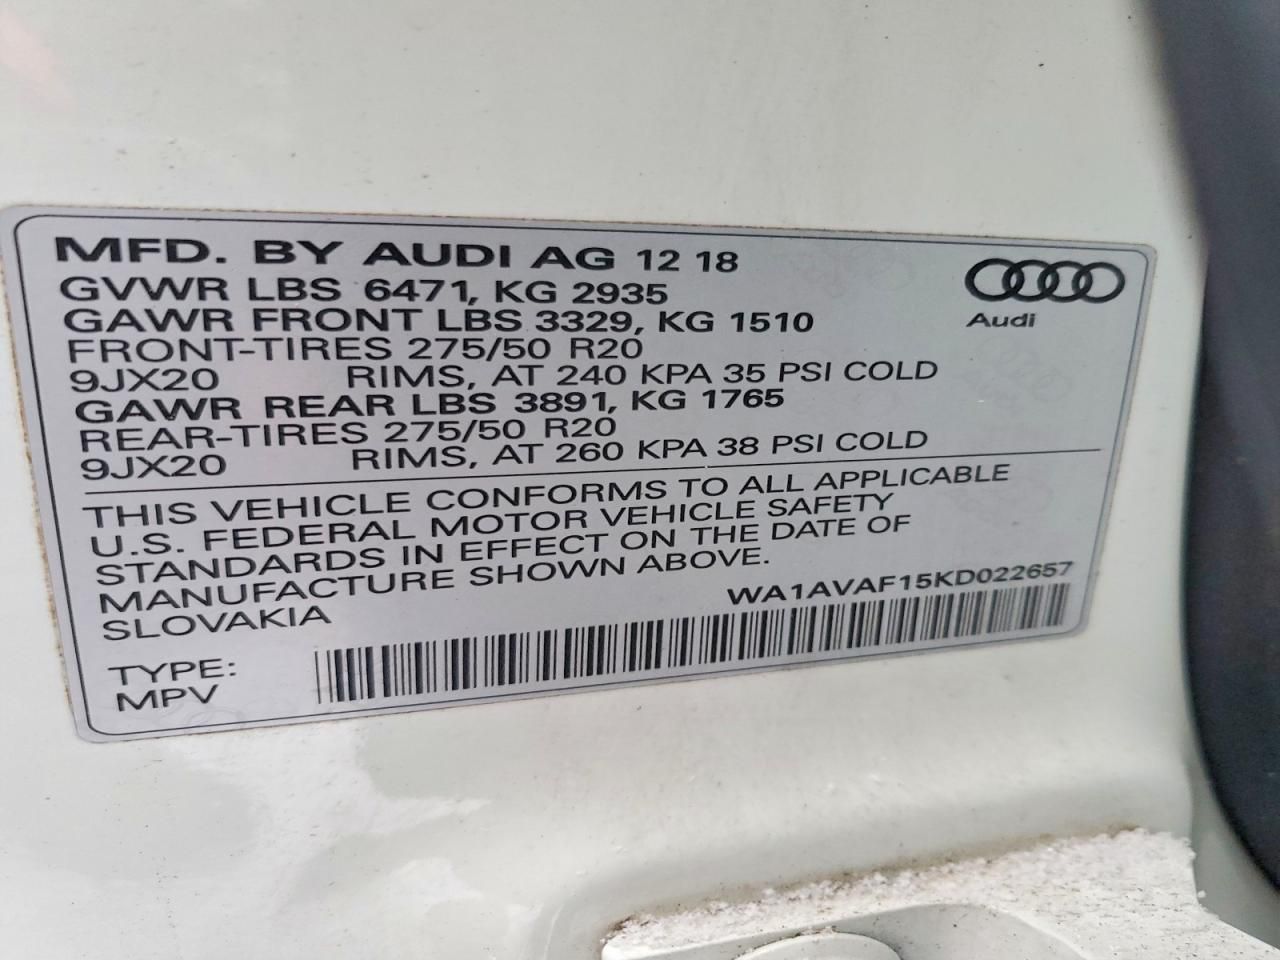 MFD. BY AUDI AG 12 18
GVWR LBS 6471, KG 2935
GAWR FRONT LBS 3329, KG 1510
FRONT-TIRES 275/50 R20
9JX20 RIMS, AT 240 KPA 35 PSI COLD
GAWR REAR LBS 3891, KG 1765
REAR-TIRES 275/50 R20
9JX20 RIMS, AT 260 KPA 38 PSI COLD
Audi
THIS VEHICLE CONFORMS TO ALL APPLICABLE
U.S. FEDERAL MOTOR VEHICLE SAFETY
STANDARDS IN EFFECT ON THE DATE OF
MANUFACTURE SHOWN ABOVE.
SLOVAKIA
WA1AVAF15KD022657
TYPE:
MPV